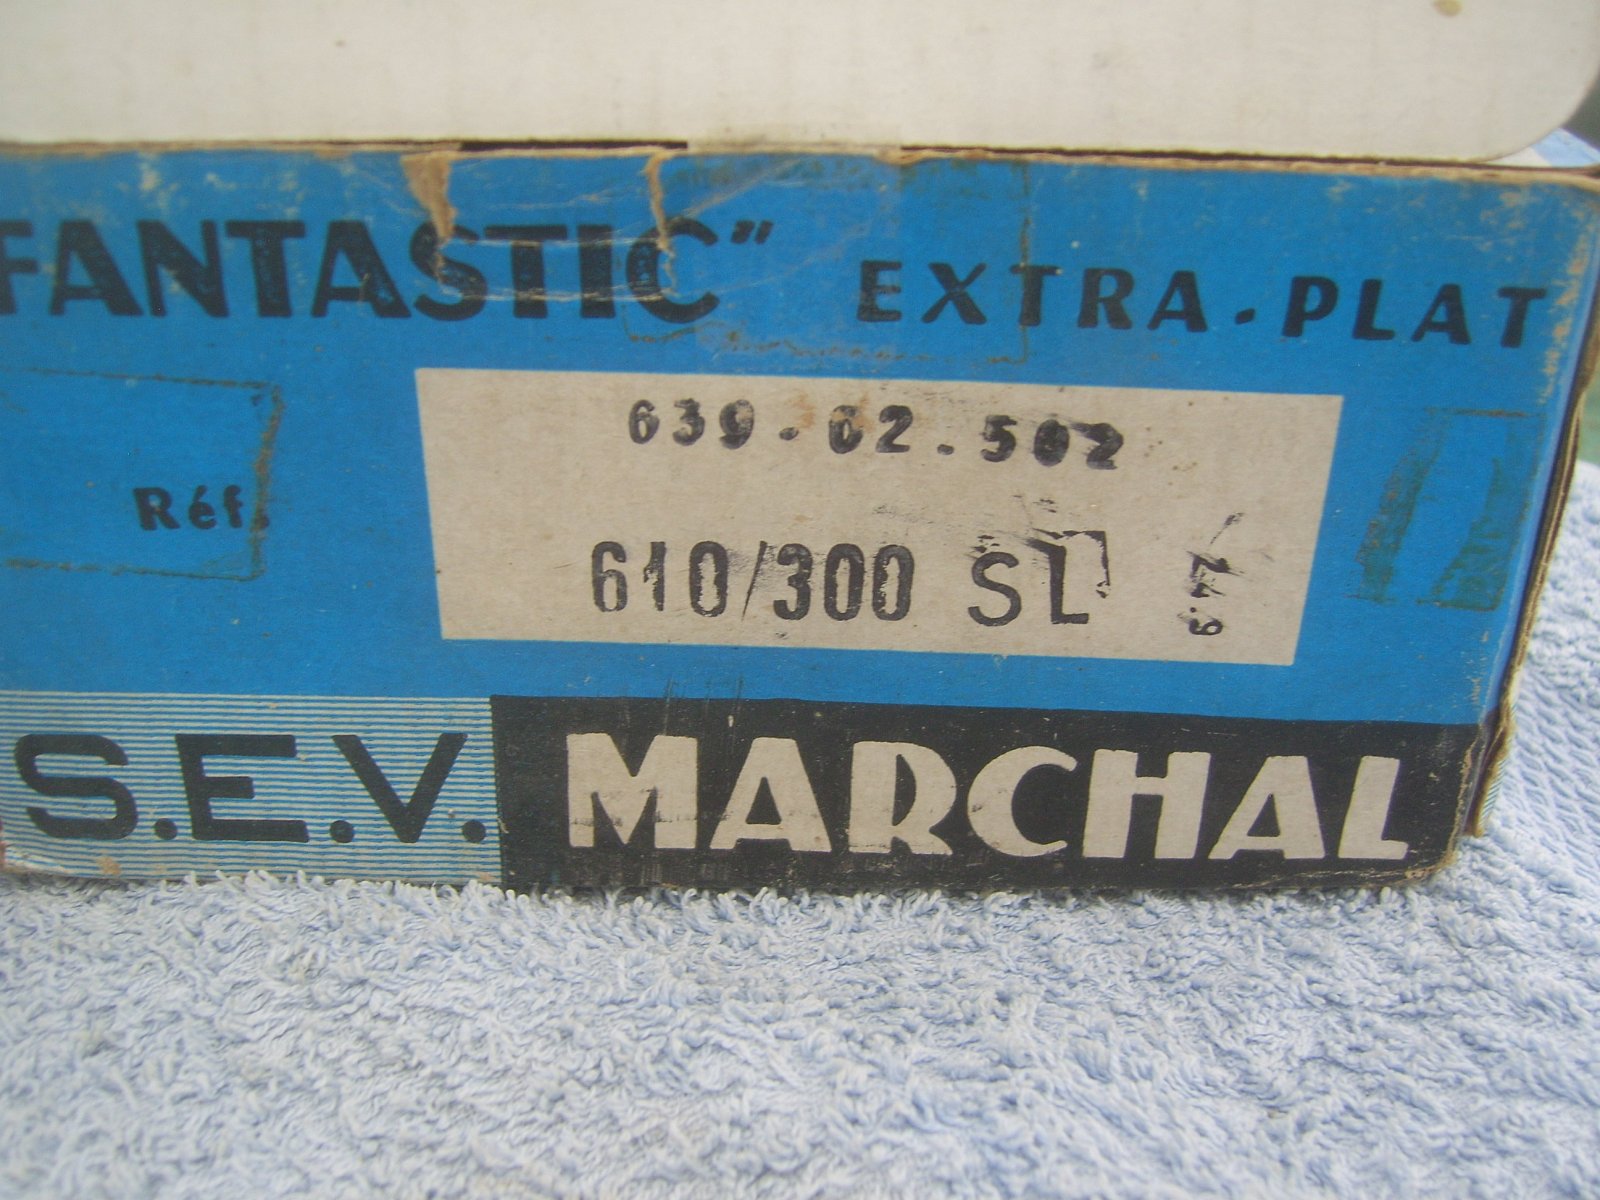 FANTASTIC" EXTRA-PLAT
639.02.502
Réf.
610/300 SL
S.E.V. MARCHAL